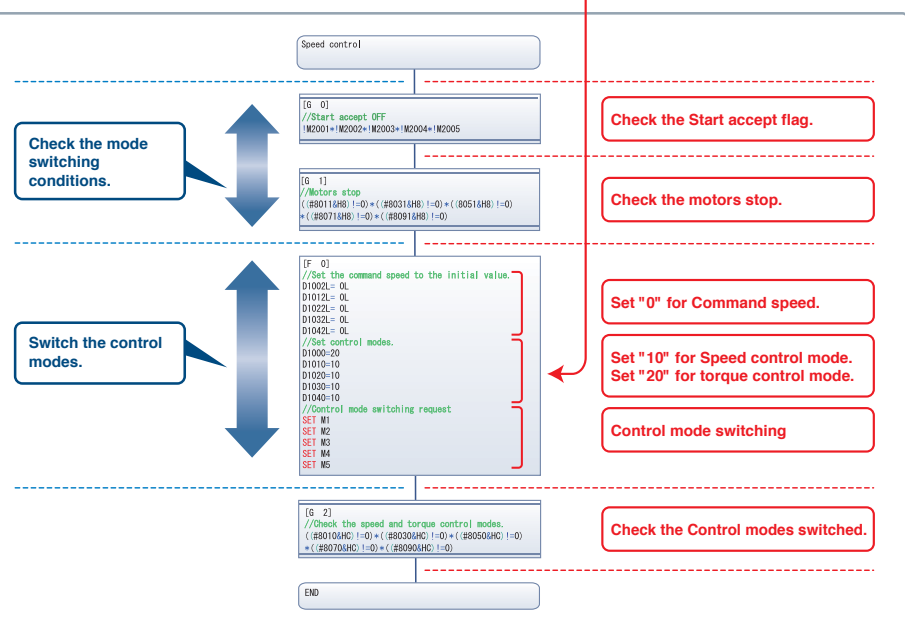 Speed control
[G 0]
//Start accept OFF
!M2001*!M2002*!M2003*!M2004*!M2005
Check the Start accept flag.
Check the mode
switching
conditions.
[G 1]
//Motors stop
((#8011&H8)!=0)*((#8031&H8)!=0)*((8051&H8)!=0)
*((#8071&H8)!=0)*((#8091&H8)!=0)
Check the motors stop.
[F 0]
//Set the command speed to the initial value.
D1002L= 0L
D1012L= 0L
D1022L= 0L
D1032L= 0L
D1042L= 0L
Set "0" for Command speed.
Switch the control
modes.
//Set control modes.
D1000=20
D1010=10
D1020=10
D1030=10
D1040=10
Set "10" for Speed control mode.
Set "20" for torque control mode.
//Control mode switching request
SET M1
SET M2
SET M3
SET M4
SET M5
Control mode switching
[G 2]
//Check the speed and torque control modes.
((#8010&HC)!=0)*((#8030&HC)!=0)*((#8050&HC)!=0)
*((#8070&HC)!=0)*((#8090&HC)!=0)
Check the Control modes switched.
END